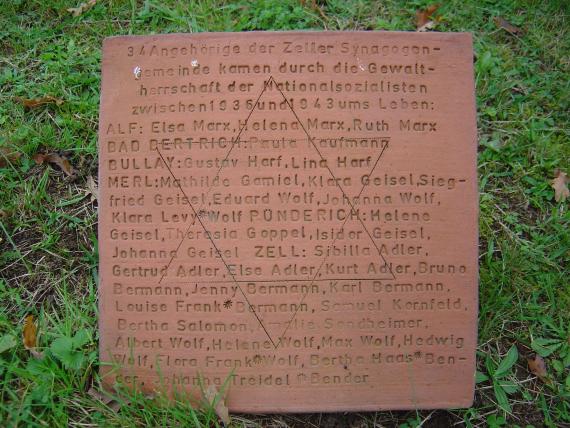 34 Angehörige der Zeller Synagogen-
gemeinde kamen durch die Gewalt-
herrschaft der Nationalsozialisten
zwischen 1936 und 1943 ums Leben:
ALF: Elsa Marx, Helena Marx, Ruth Marx
BAD BERTRICH: Paula Kaufmann
BULLAY: Gustav Harf, Lina Harf
MERL: Mathilde Gamiel, Klara Geisel, Sieg-
fried Geisel, Eduard Wolf, Johanna Wolf,
Klara Levy*Wolf PÜNDERICH: Helene
Geisel, Theresia Goppel, Isidor Geisel,
Johanna Geisel ZELL: Sibilla Adler,
Gertrud Adler, Else Adler, Kurt Adler, Bruno
Bermann, Jenny Bermann, Karl Bermann,
Louise Frank*Bermann, Samuel Kornfeld,
Bertha Salomon, Amalie Sondheimer,
Albert Wolf, Helene Wolf, Max Wolf, Hedwig
Wolf, Flora Frank*Wolf, Bertha Haas*Ben-
der, Johanna Treidel*Bender